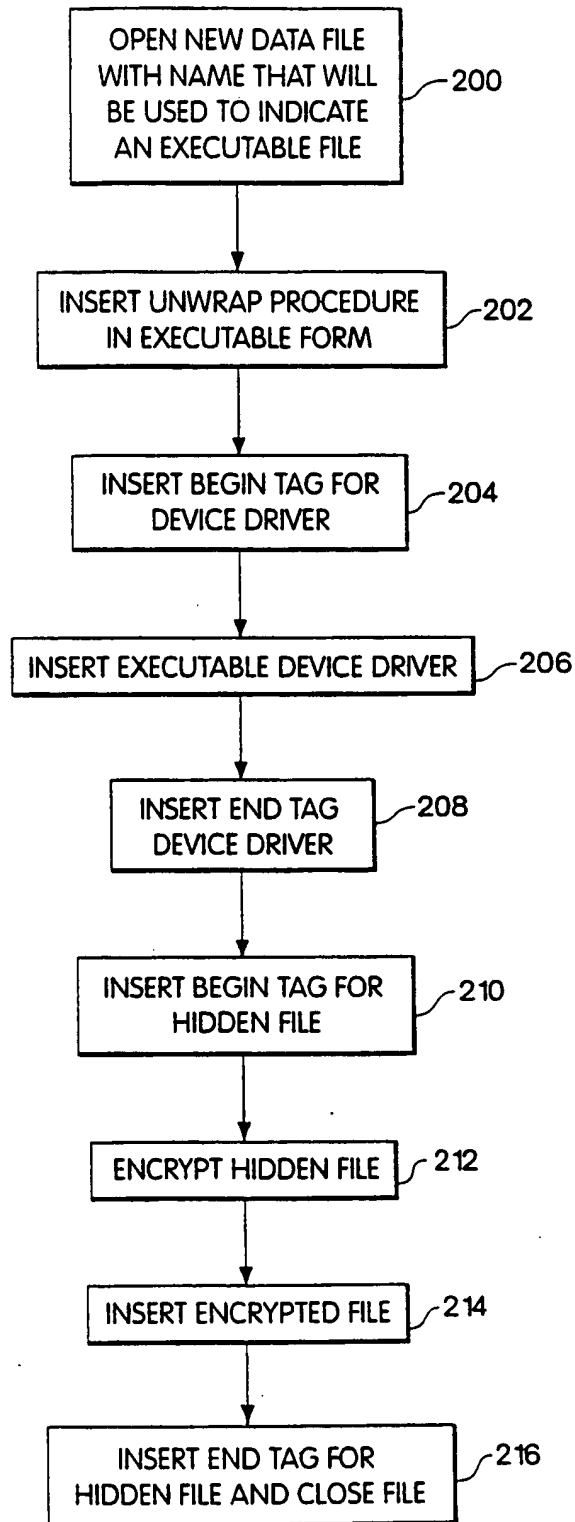 OPEN NEW DATA FILE
WITH NAME THAT WILL
BE USED TO INDICATE
AN EXECUTABLE FILE
200
INSERT UNWRAP PROCEDURE
IN EXECUTABLE FORM
202
INSERT BEGIN TAG FOR
DEVICE DRIVER
204
INSERT EXECUTABLE DEVICE DRIVER
206
INSERT END TAG
DEVICE DRIVER
208
INSERT BEGIN TAG FOR
HIDDEN FILE
210
ENCRYPT HIDDEN FILE
212
INSERT ENCRYPTED FILE
214
INSERT END TAG FOR
HIDDEN FILE AND CLOSE FILE
216